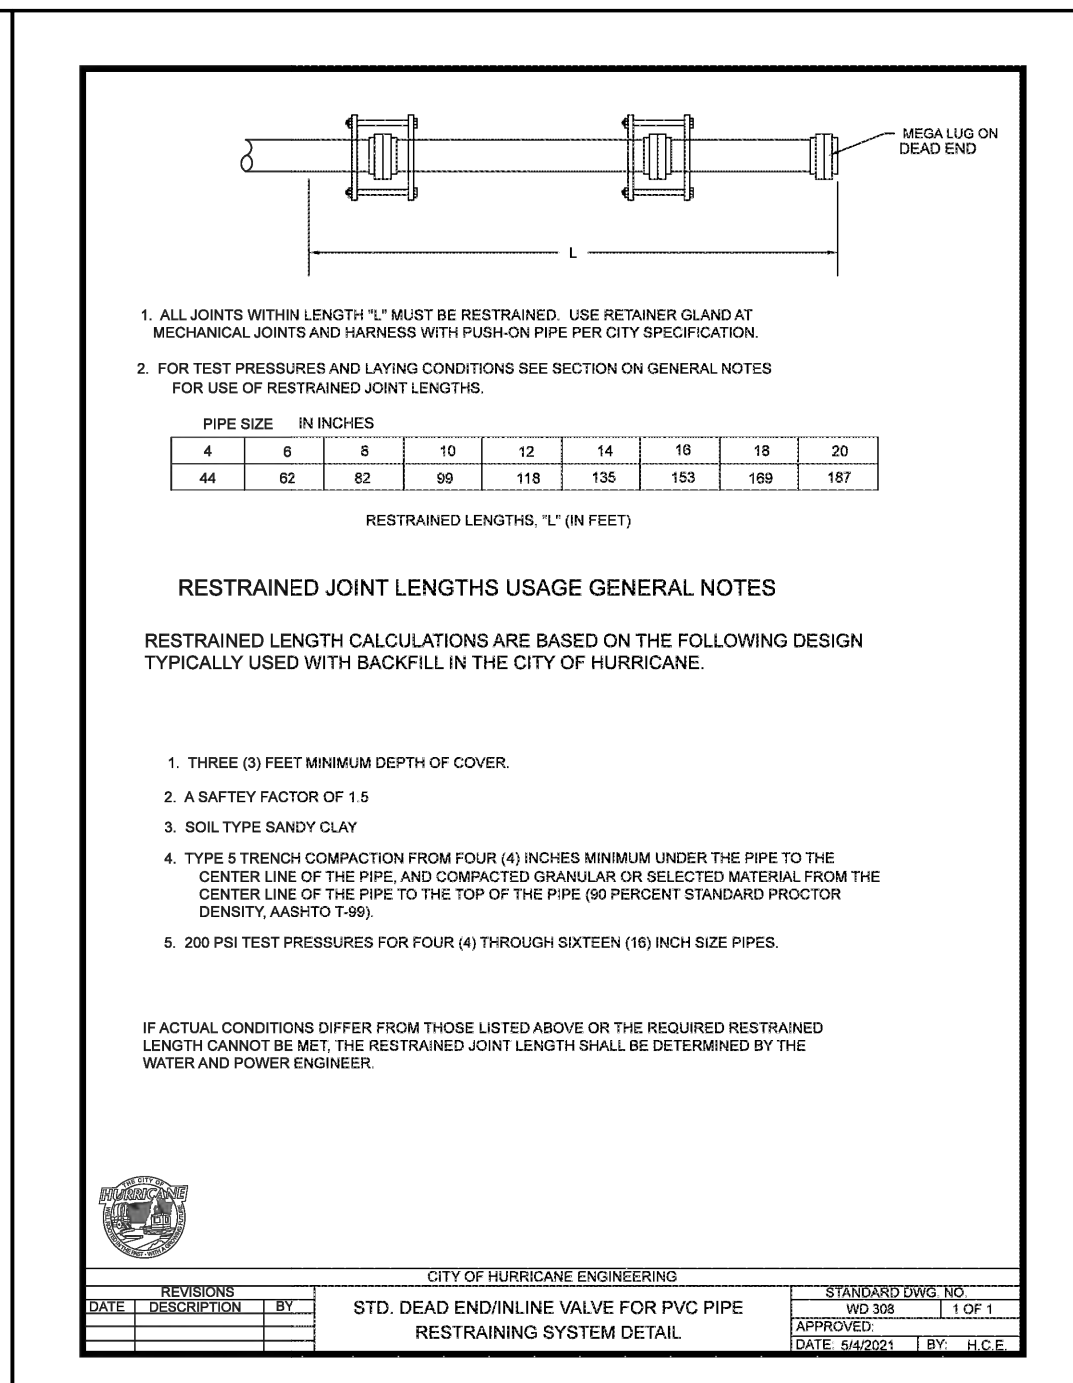 MEGA LUG ON
DEAD END
L
1. ALL JOINTS WITHIN LENGTH "L" MUST BE RESTRAINED. USE RETAINER GLAND AT
MECHANICAL JOINTS AND HARNESS WITH PUSH-ON PIPE PER CITY SPECIFICATION.
2. FOR TEST PRESSURES AND LAYING CONDITIONS SEE SECTION ON GENERAL NOTES
FOR USE OF RESTRAINED JOINT LENGTHS.
PIPE SIZE IN INCHES
4 6 8 10 12 14 16 18 20
44 62 82 99 118 135 153 169 187
RESTRAINED LENGTHS, "L" (IN FEET)
RESTRAINED JOINT LENGTHS USAGE GENERAL NOTES
RESTRAINED LENGTH CALCULATIONS ARE BASED ON THE FOLLOWING DESIGN
TYPICALLY USED WITH BACKFILL IN THE CITY OF HURRICANE.
1. THREE (3) FEET MINIMUM DEPTH OF COVER.
2. A SAFTEY FACTOR OF 1.5
3. SOIL TYPE SANDY CLAY
4. TYPE 5 TRENCH COMPACTION FROM FOUR (4) INCHES MINIMUM UNDER THE PIPE TO THE
CENTER LINE OF THE PIPE, AND COMPACTED GRANULAR OR SELECTED MATERIAL FROM THE
CENTER LINE OF THE PIPE TO THE TOP OF THE PIPE (90 PERCENT STANDARD PROCTOR
DENSITY, AASHTO T-99).
5. 200 PSI TEST PRESSURES FOR FOUR (4) THROUGH SIXTEEN (16) INCH SIZE PIPES.
IF ACTUAL CONDITIONS DIFFER FROM THOSE LISTED ABOVE OR THE REQUIRED RESTRAINED
LENGTH CANNOT BE MET, THE RESTRAINED JOINT LENGTH SHALL BE DETERMINED BY THE
WATER AND POWER ENGINEER.
THE CITY OF
HURRICANE
CITY OF HURRICANE ENGINEERING
REVISIONS
DATE DESCRIPTION BY
STD. DEAD END/INLINE VALVE FOR PVC PIPE
RESTRAINING SYSTEM DETAIL
STANDARD DWG. NO.
WD 308 1 OF 1
APPROVED:
DATE: 5/4/2021 BY: H.C.E.